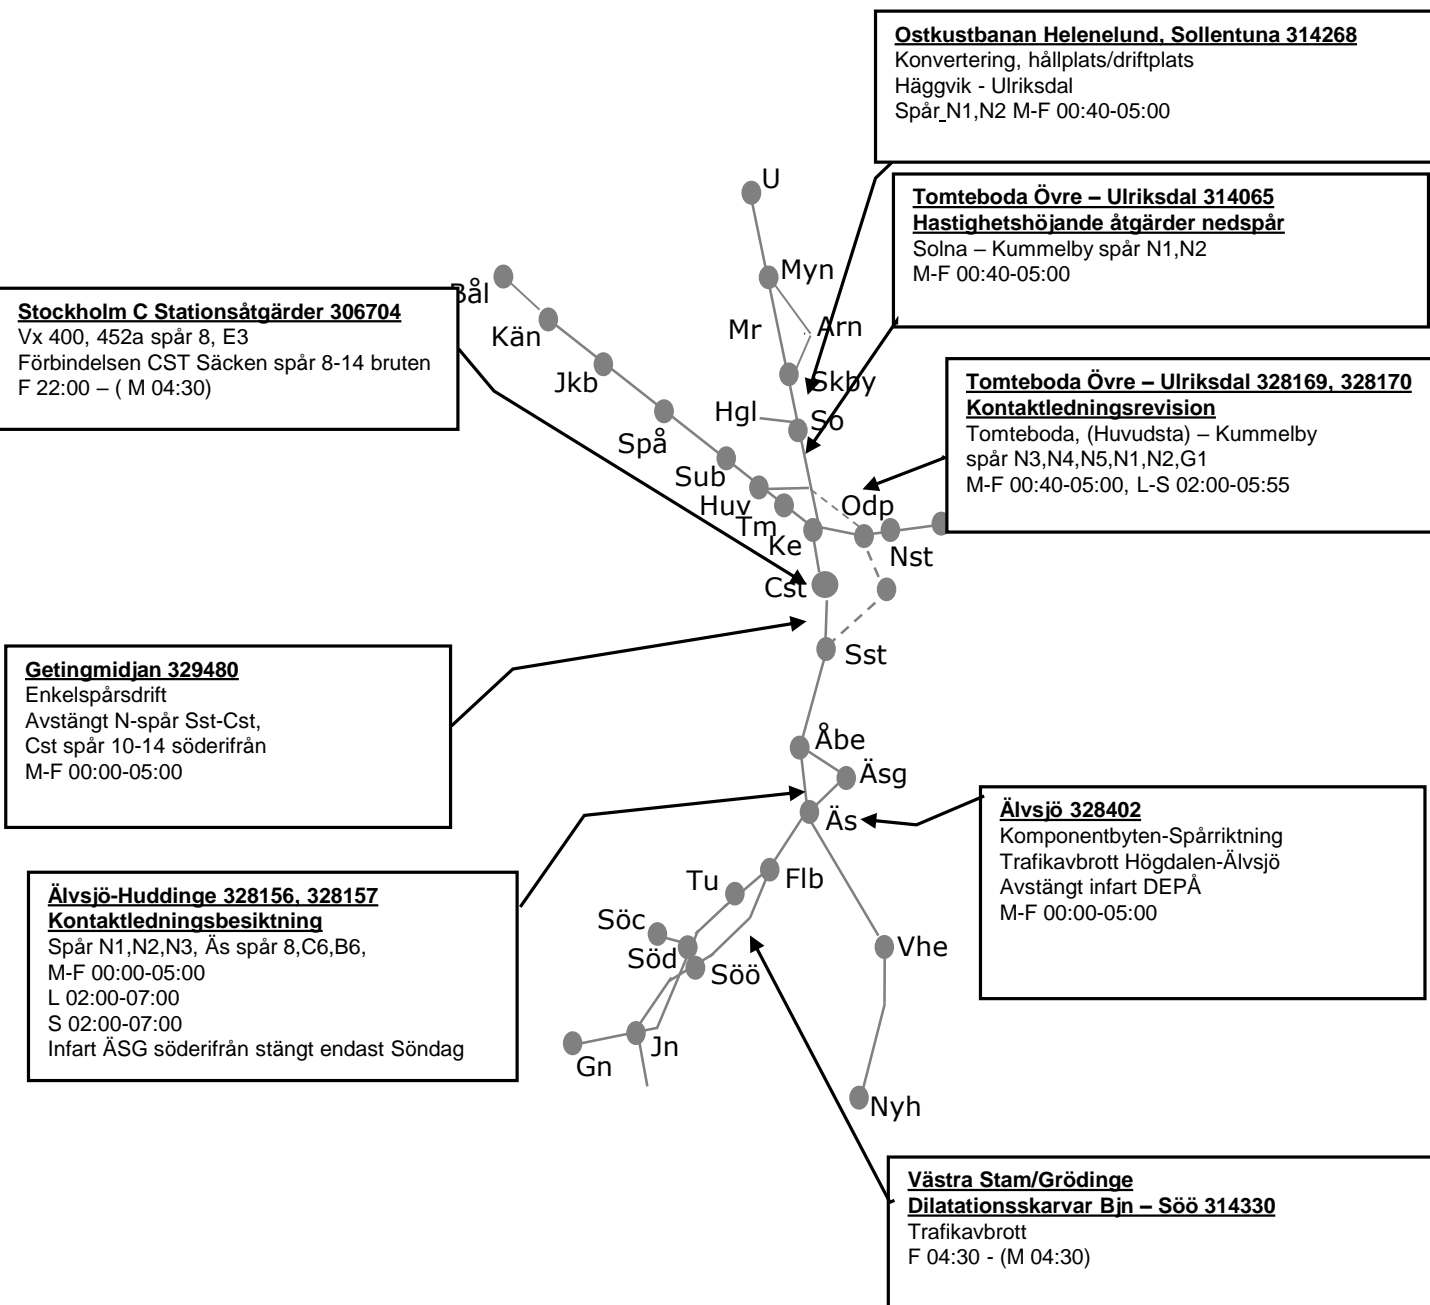 Ostkustbanan Helenelund, Sollentuna 314268
Konvertering, hållplats/driftplats
Häggvik - Ulriksdal
Spår N1,N2 M-F 00:40-05:00
Tomteboda Övre – Ulriksdal 314065
Hastighetshöjande åtgärder nedspår
Solna – Kummelby spår N1,N2
M-F 00:40-05:00
Stockholm C Stationsåtgärder 306704
Vx 400, 452a spår 8, E3
Förbindelsen CST Säcken spår 8-14 bruten
F 22:00 – ( M 04:30)
Tomteboda Övre – Ulriksdal 328169, 328170
Kontaktledningsrevision
Tomteboda, (Huvudsta) – Kummelby
spår N3,N4,N5,N1,N2,G1
M-F 00:40-05:00, L-S 02:00-05:55
U
Myn
Bål
Kän
Mr
Arn
Jkb
Skby
Hgl
So
Spå
Sub
Huv
Odp
Tm
Ke
Nst
Cst
Sst
Åbe
Äsg
Äs
Flb
Tu
Söc
Söd
Söö
Vhe
Jn
Gn
Nyh
Getingmidjan 329480
Enkelspårsdrift
Avstängt N-spår Sst-Cst,
Cst spår 10-14 söderifrån
M-F 00:00-05:00
Älvsjö 328402
Komponentbyten-Spårriktning
Trafikavbrott Högdalen-Älvsjö
Avstängt infart DEPÅ
M-F 00:00-05:00
Älvsjö-Huddinge 328156, 328157
Kontaktledningsbesiktning
Spår N1,N2,N3, Äs spår 8,C6,B6,
M-F 00:00-05:00
L 02:00-07:00
S 02:00-07:00
Infart ÄSG söderifrån stängt endast Söndag
Västra Stam/Grödinge
Dilatationsskarvar Bjn – Söö 314330
Trafikavbrott
F 04:30 - (M 04:30)